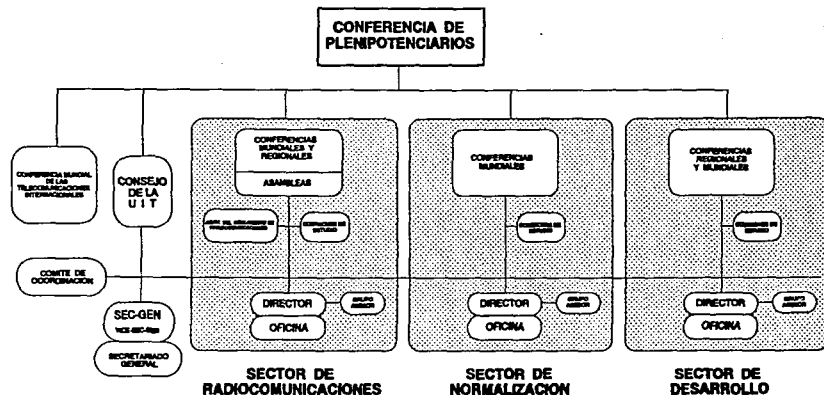 CONFERENCIA DE
PLENIPOTENCIARIOS
CONFERENCIA MUNDIAL
DE LAS
TELECOMUNICACIONES
INTERNACIONALES
CONSEJO
DE LA
U I T
COMITE DE
COORDINACION
SEC-GEN
SECRETARIADO
GENERAL
CONFERENCIAS
MUNDIALES Y
REGIONALES
ASAMBLEAS
COMISIONES DE
ESTUDIO
DIRECTOR
GRUPO
ASESOR
OFICINA
SECTOR DE
RADIOCOMUNICACIONES
CONFERENCIAS
MUNDIALES
COMISIONES DE
ESTUDIO
DIRECTOR
GRUPO
ASESOR
OFICINA
SECTOR DE
NORMALIZACION
CONFERENCIAS
REGIONALES
Y MUNDIALES
COMISIONES DE
ESTUDIO
DIRECTOR
GRUPO
ASESOR
OFICINA
SECTOR DE
DESARROLLO